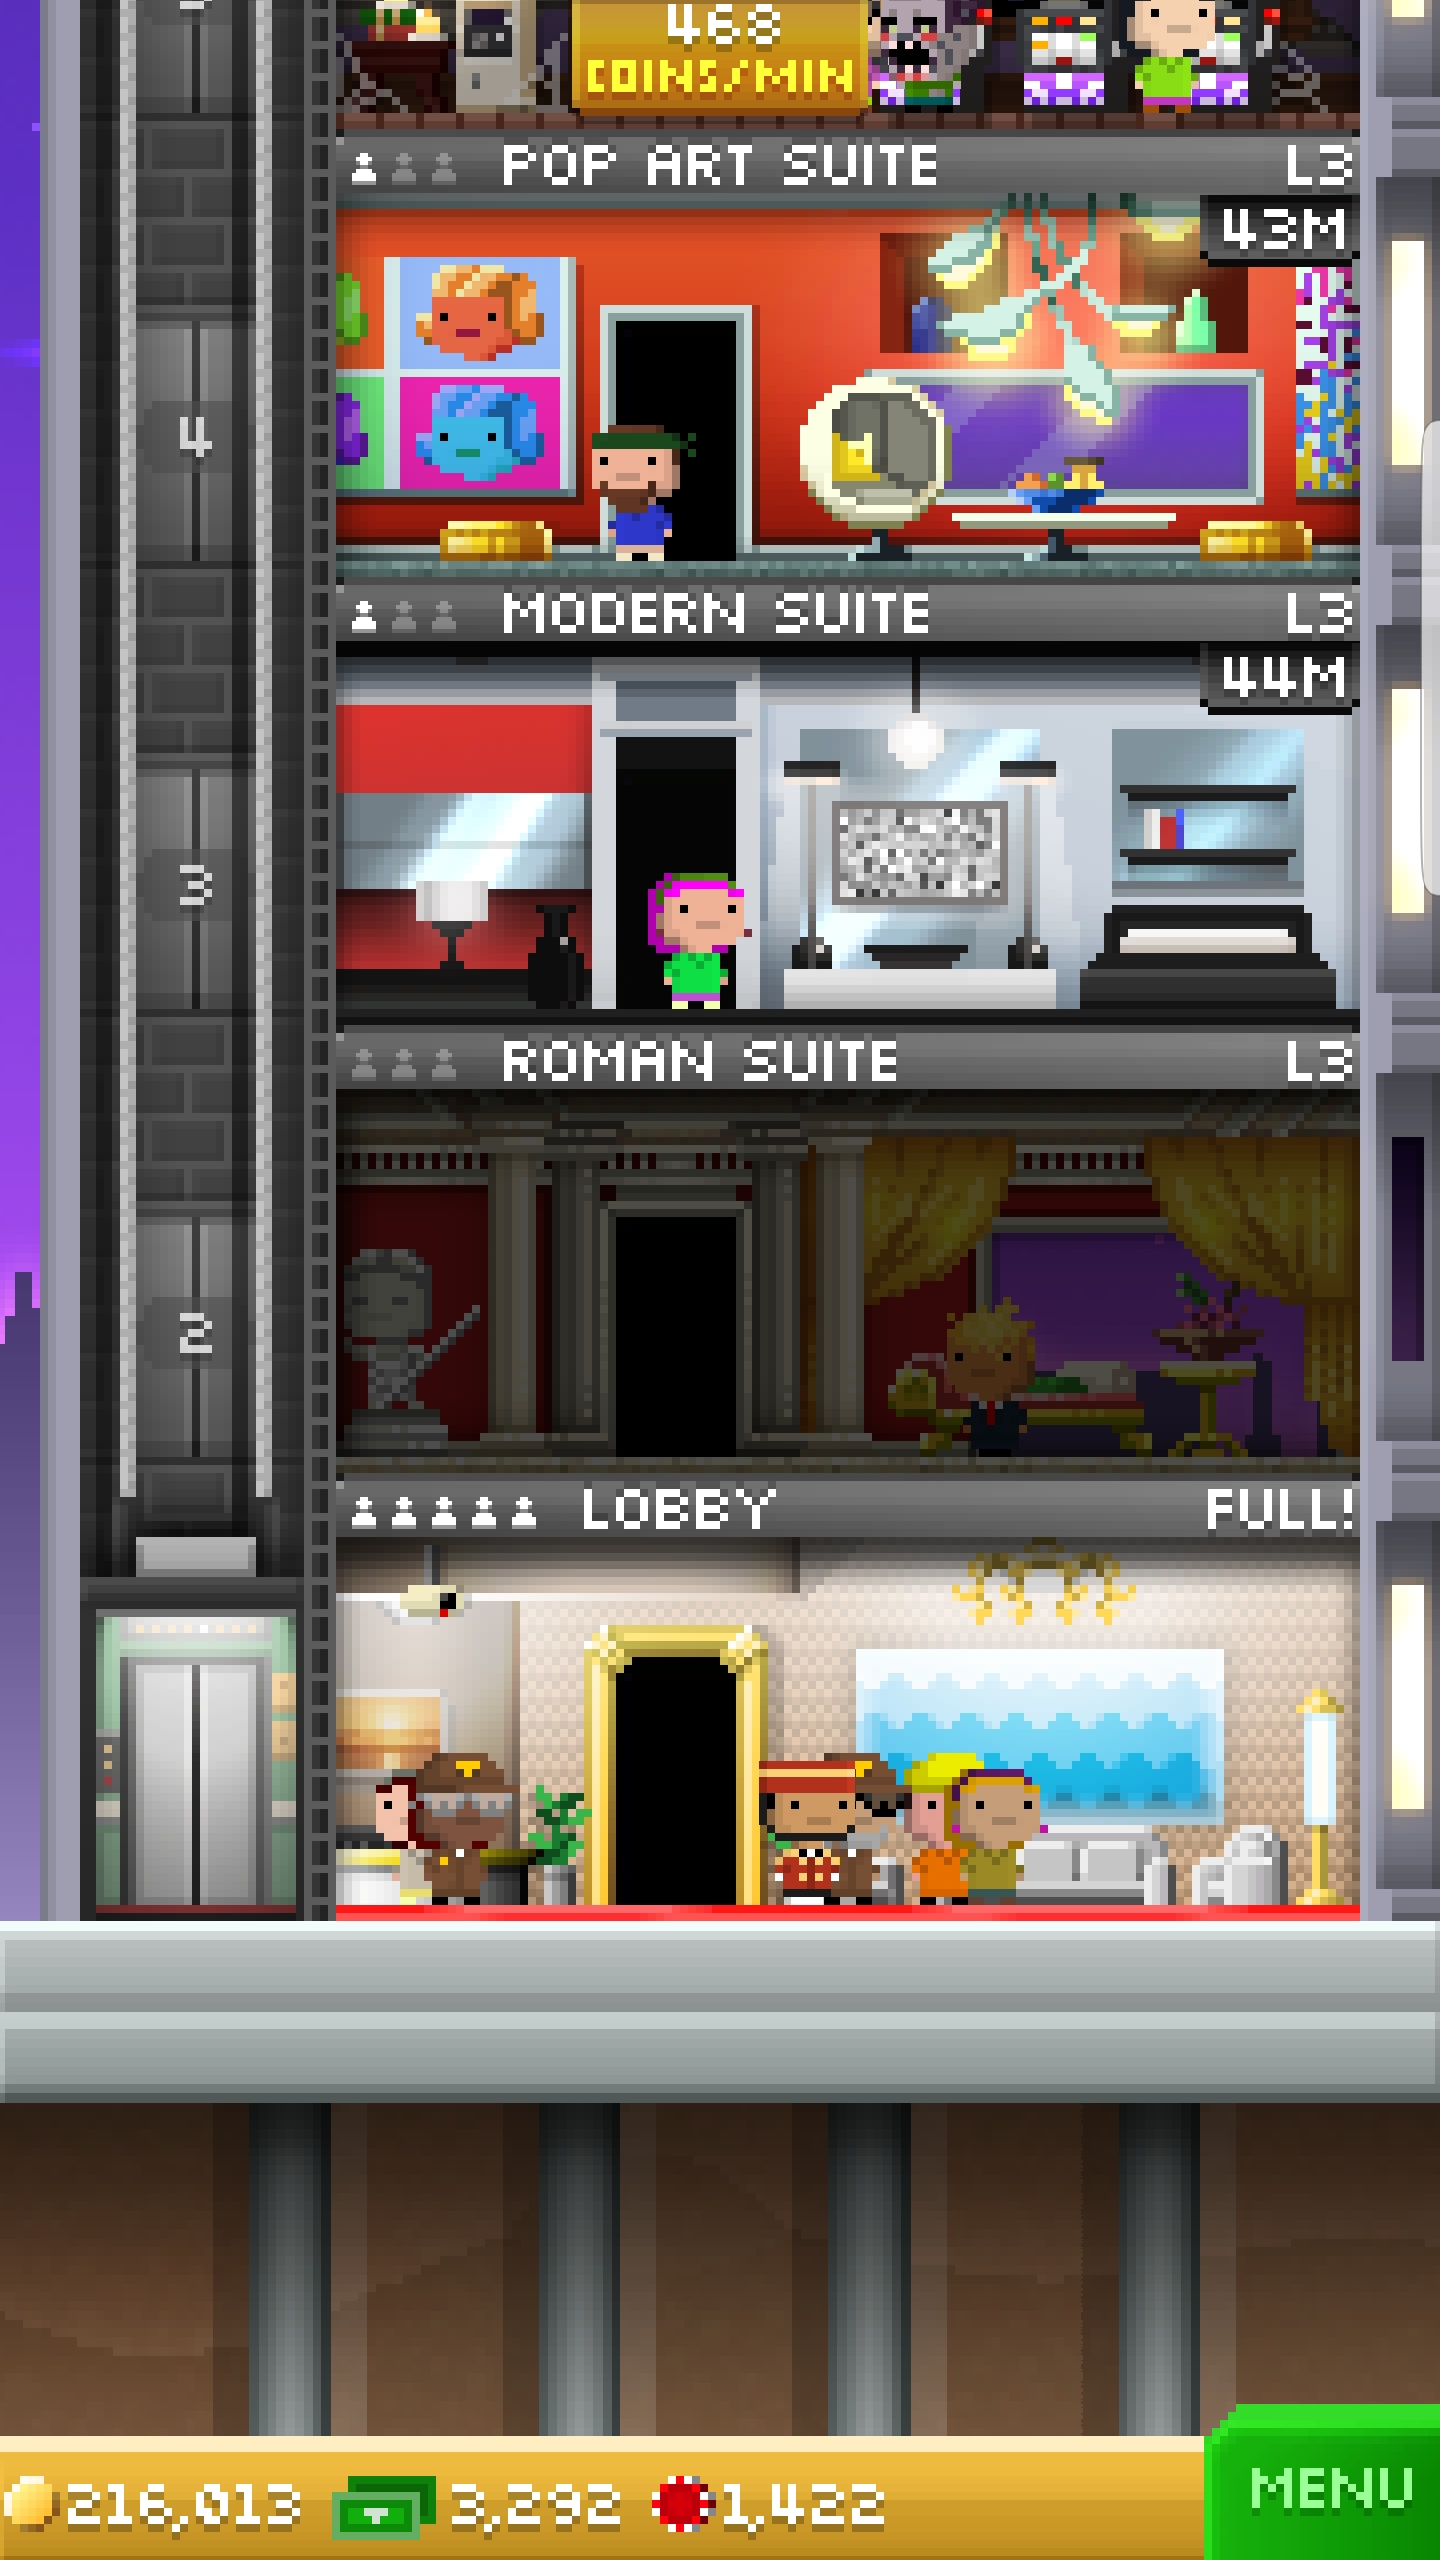 468
COINS/MIN
POP ART SUITE L3
43M
4
MODERN SUITE L3
44M
3
ROMAN SUITE L3
2
LOBBY FULL!
216,013 3,292 1,422 MENU